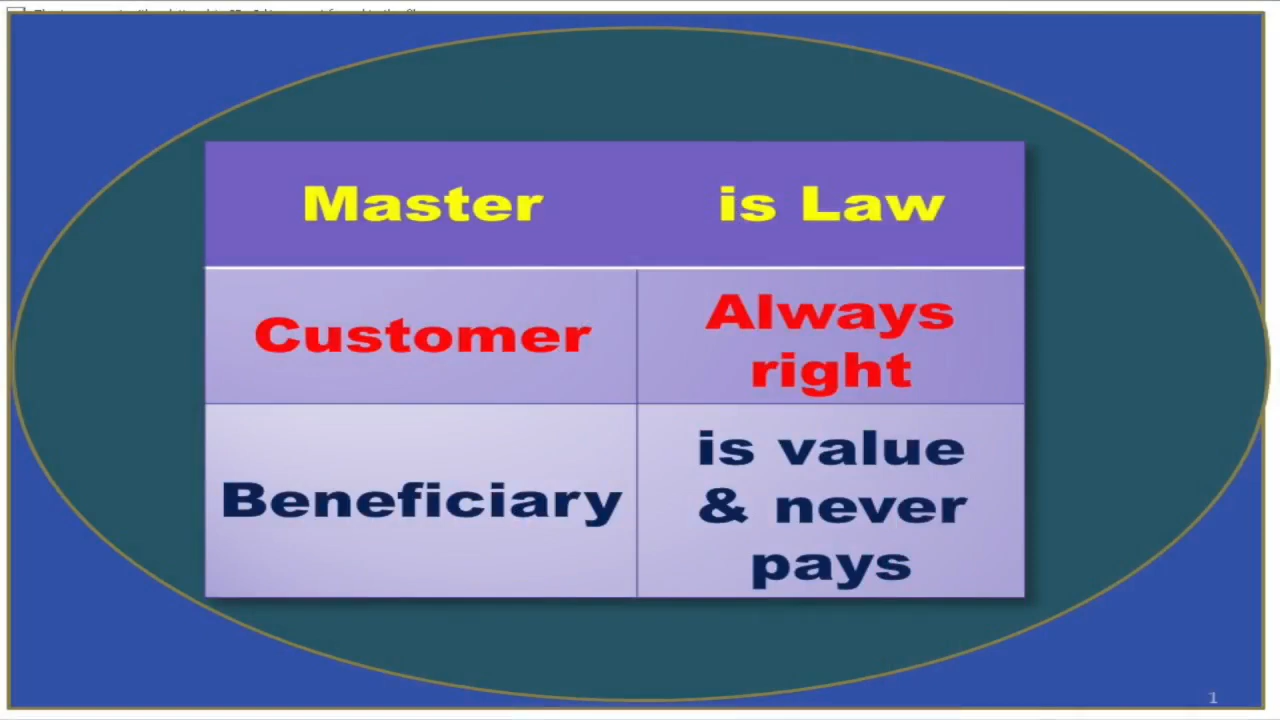 Master is Law
Customer
Always
right
Beneficiary
is value
& never
pays
1